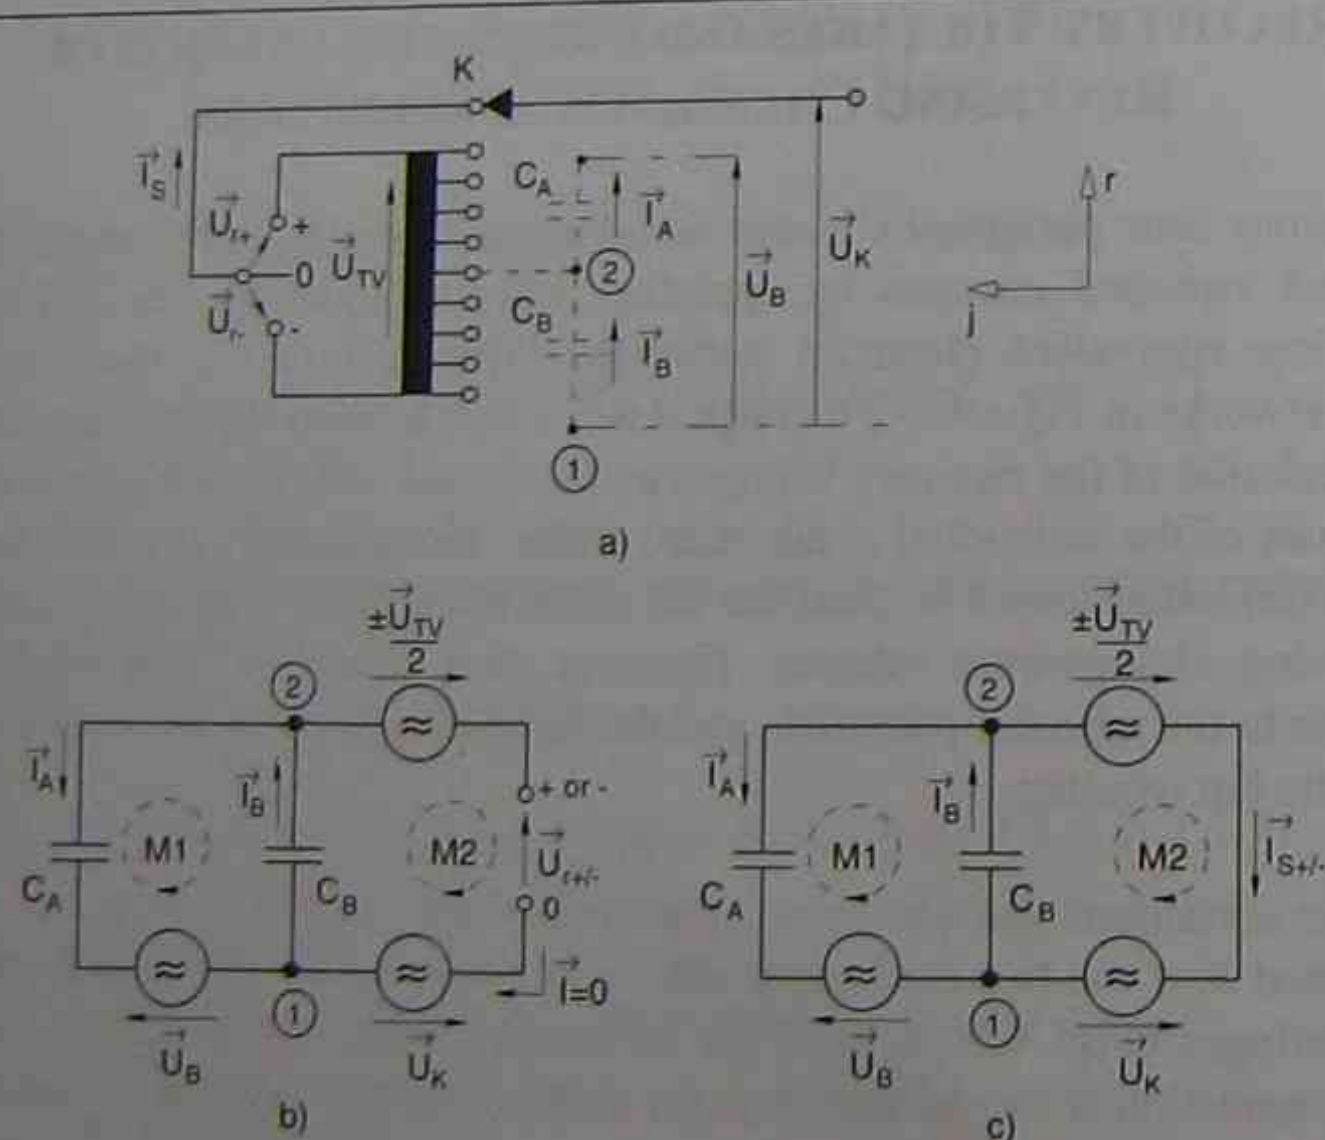 K
I_S
U_r+
+
U_TV
0
U_r-
-
C_A
I_A
2
C_B
I_B
U_B
U_K
r
j
1
a)
±U_TV
2
2
I_A
I_B
+ or -
M1
M2
U_r+/-
C_A
C_B
0
≈
≈
≈
I=0
1
U_B
U_K
b)
±U_TV
2
2
I_A
I_B
M1
M2
I_S+/-
C_A
C_B
≈
≈
≈
1
U_B
U_K
c)